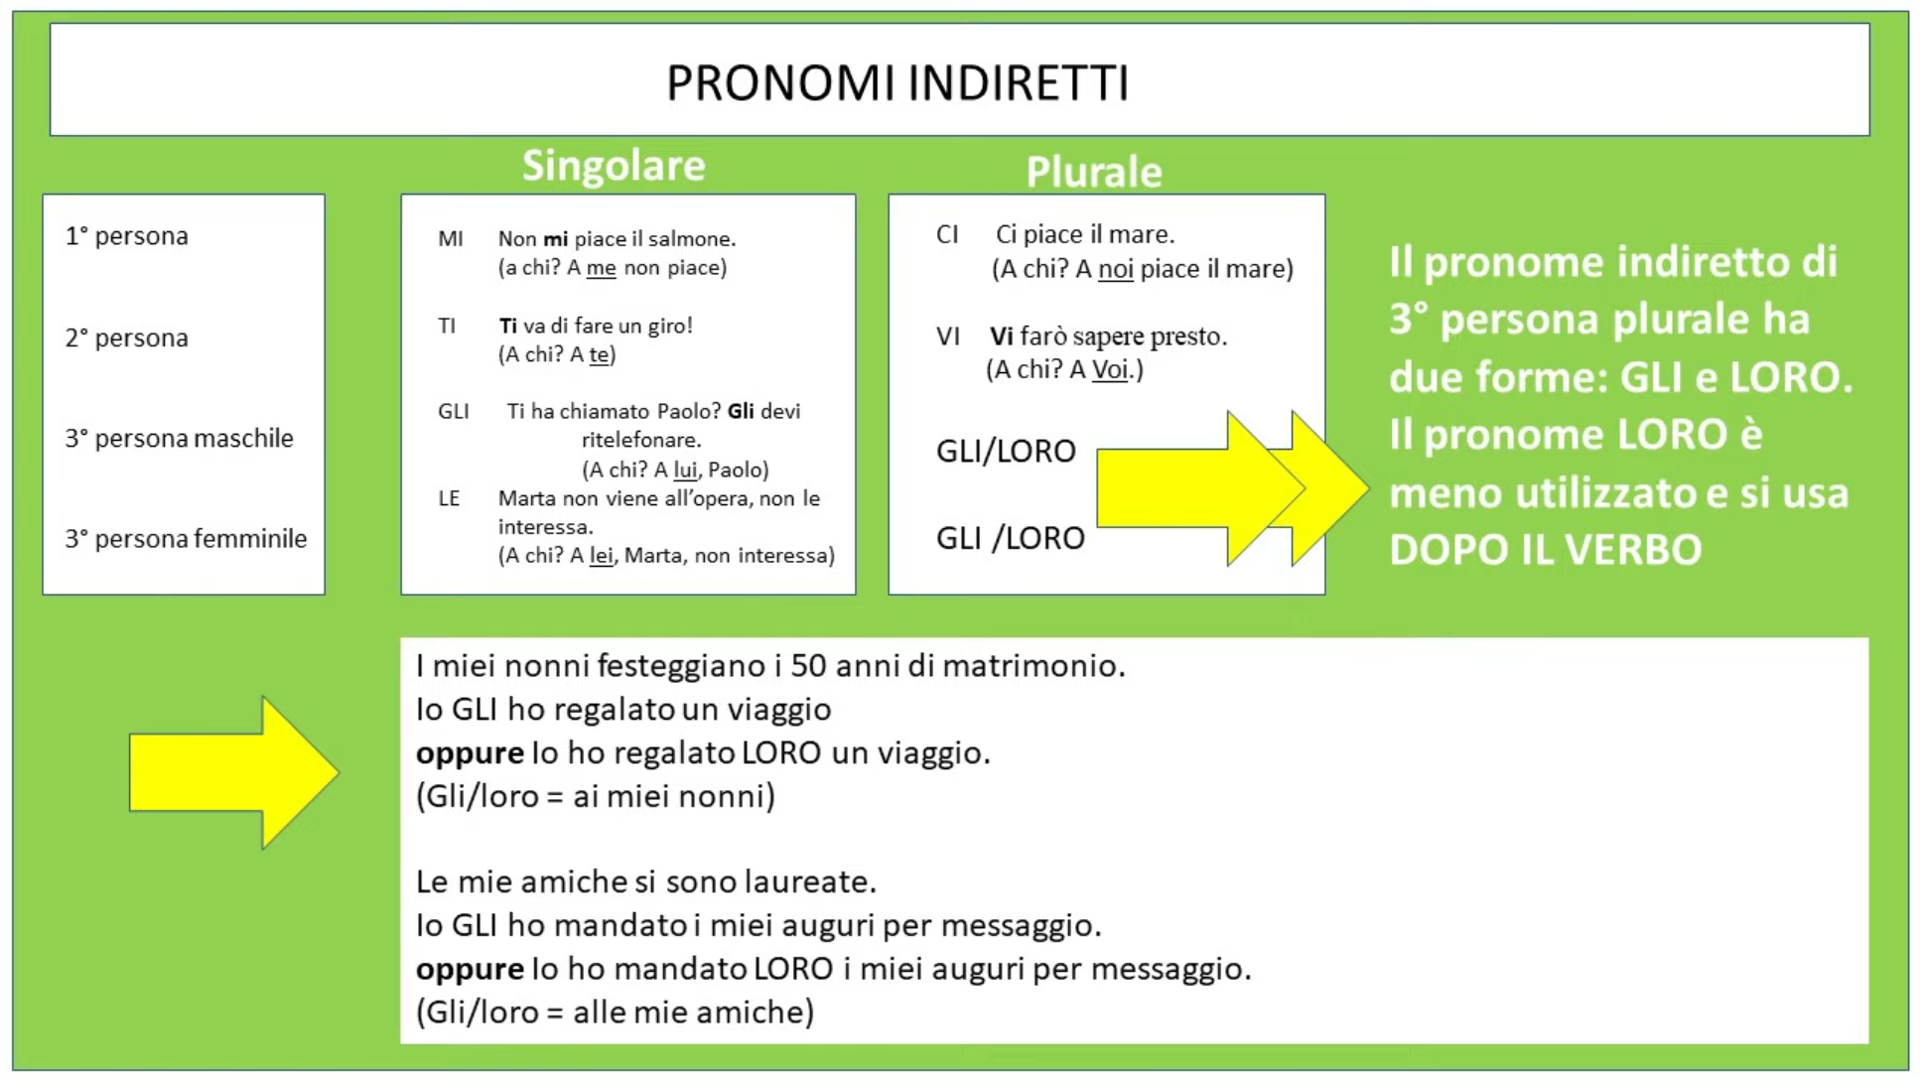 PRONOMI INDIRETTI
Singolare
Plurale
1° persona
2° persona
3° persona maschile
3° persona femminile
MI Non mi piace il salmone.
(a chi? A me non piace)
TI Ti va di fare un giro!
(A chi? A te)
GLI Ti ha chiamato Paolo? Gli devi
ritelefonare.
(A chi? A lui, Paolo)
LE Marta non viene all’opera, non le
interessa.
(A chi? A lei, Marta, non interessa)
CI Ci piace il mare.
(A chi? A noi piace il mare)
VI Vi farò sapere presto.
(A chi? A Voi.)
GLI/LORO
GLI /LORO
Il pronome indiretto di
3° persona plurale ha
due forme: GLI e LORO.
Il pronome LORO è
meno utilizzato e si usa
DOPO IL VERBO
I miei nonni festeggiano i 50 anni di matrimonio.
Io GLI ho regalato un viaggio
oppure Io ho regalato LORO un viaggio.
(Gli/loro = ai miei nonni)
Le mie amiche si sono laureate.
Io GLI ho mandato i miei auguri per messaggio.
oppure Io ho mandato LORO i miei auguri per messaggio.
(Gli/loro = alle mie amiche)